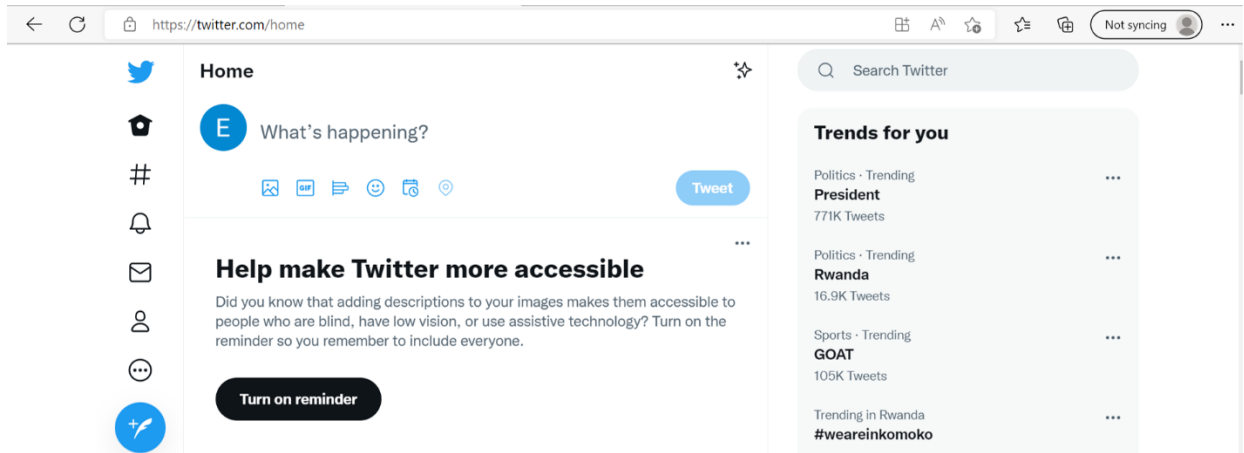 https://twitter.com/home
Not syncing
Home
E
What's happening?
GIF
Tweet
Help make Twitter more accessible
Did you know that adding descriptions to your images makes them accessible to
people who are blind, have low vision, or use assistive technology? Turn on the
reminder so you remember to include everyone.
Turn on reminder
Search Twitter
Trends for you
Politics · Trending
President
771K Tweets
Politics · Trending
Rwanda
16.9K Tweets
Sports · Trending
GOAT
105K Tweets
Trending in Rwanda
#weareinkomoko